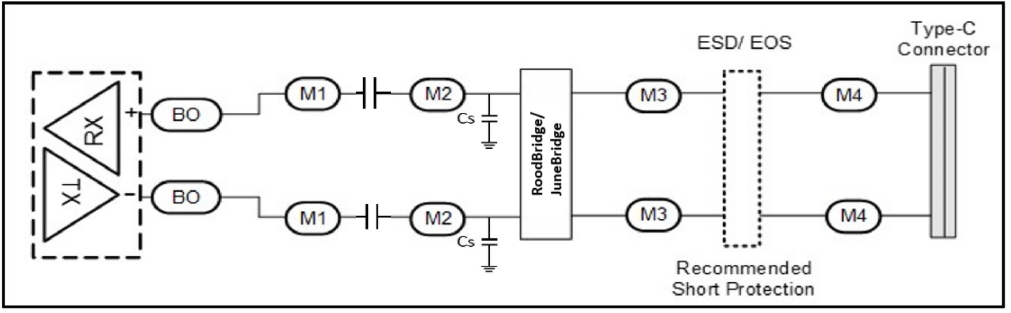 Type-C
Connector
ESD/ EOS
RX
TX
+
-
BO
M1
M2
Cs
RoodBridge/
JuneBridge
M3
M4
BO
M1
M2
Cs
M3
M4
Recommended
Short Protection